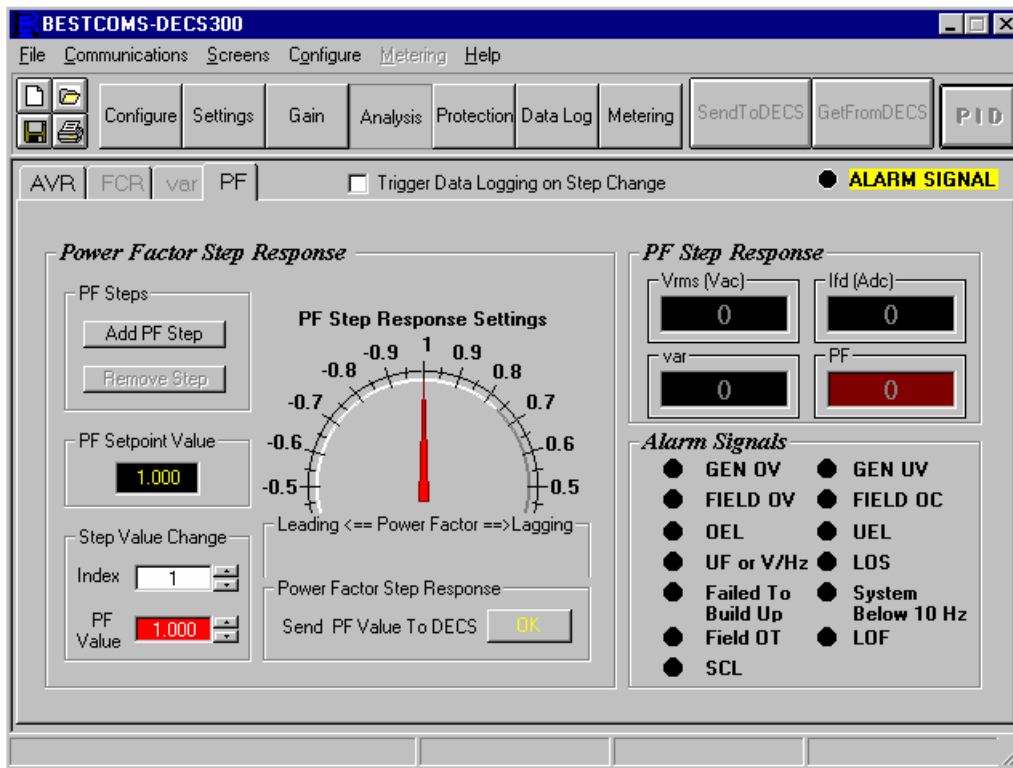 BESTCOMS-DECS300
File Communications Screens Configure Metering Help
Configure Settings Gain Analysis Protection Data Log Metering SendToDECS GetFromDECS PID
AVR FCR var PF Trigger Data Logging on Step Change ALARM SIGNAL
Power Factor Step Response
PF Steps
Add PF Step
Remove Step
PF Setpoint Value
1.000
Step Value Change
Index 1
PF Value 1.000
PF Step Response Settings
-0.5 -0.6 -0.7 -0.8 -0.9 1 0.9 0.8 0.7 0.6 0.5
Leading <== Power Factor ==>Lagging
Power Factor Step Response
Send PF Value To DECS OK
PF Step Response
Vrms (Vac) Ifd (Adc)
0 0
var PF
0 0
Alarm Signals
GEN OV GEN UV
FIELD OV FIELD OC
OEL UEL
UF or V/Hz LOS
Failed To System
Build Up Below 10 Hz
Field OT LOF
SCL